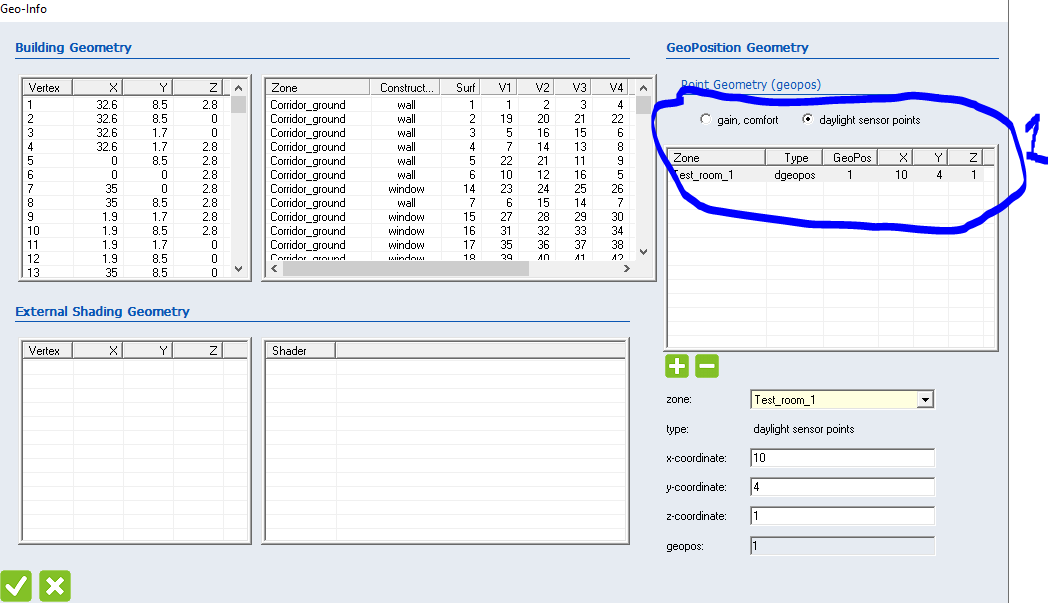 Geo-Info
Building Geometry
Vertex X Y Z
1 32.6 8.5 2.8
2 32.6 8.5 0
3 32.6 1.7 0
4 32.6 1.7 2.8
5 0 8.5 2.8
6 0 0 2.8
7 35 0 2.8
8 35 8.5 2.8
9 1.9 1.7 2.8
10 1.9 8.5 2.8
11 1.9 1.7 0
12 1.9 8.5 0
13 35 8.5 0
Zone Construct... Surf V1 V2 V3 V4
Corridor_ground wall 1 1 2 3 4
Corridor_ground wall 2 19 20 21 22
Corridor_ground wall 3 5 16 15 6
Corridor_ground wall 4 7 14 13 8
Corridor_ground wall 5 22 21 11 9
Corridor_ground wall 6 10 12 16 5
Corridor_ground window 14 23 24 25 26
Corridor_ground wall 7 6 15 14 7
Corridor_ground window 15 27 28 29 30
Corridor_ground window 16 31 32 33 34
Corridor_ground window 17 35 36 37 38
Corridor_ground window 18 39 40 41 42
External Shading Geometry
Vertex X Y Z
Shader
GeoPosition Geometry
Point Geometry (geopos)
gain, comfort daylight sensor points
1
Zone Type GeoPos X Y Z
Test_room_1 dgeopos 1 10 4 1
zone: Test_room_1
type: daylight sensor points
x-coordinate: 10
y-coordinate: 4
z-coordinate: 1
geopos: 1